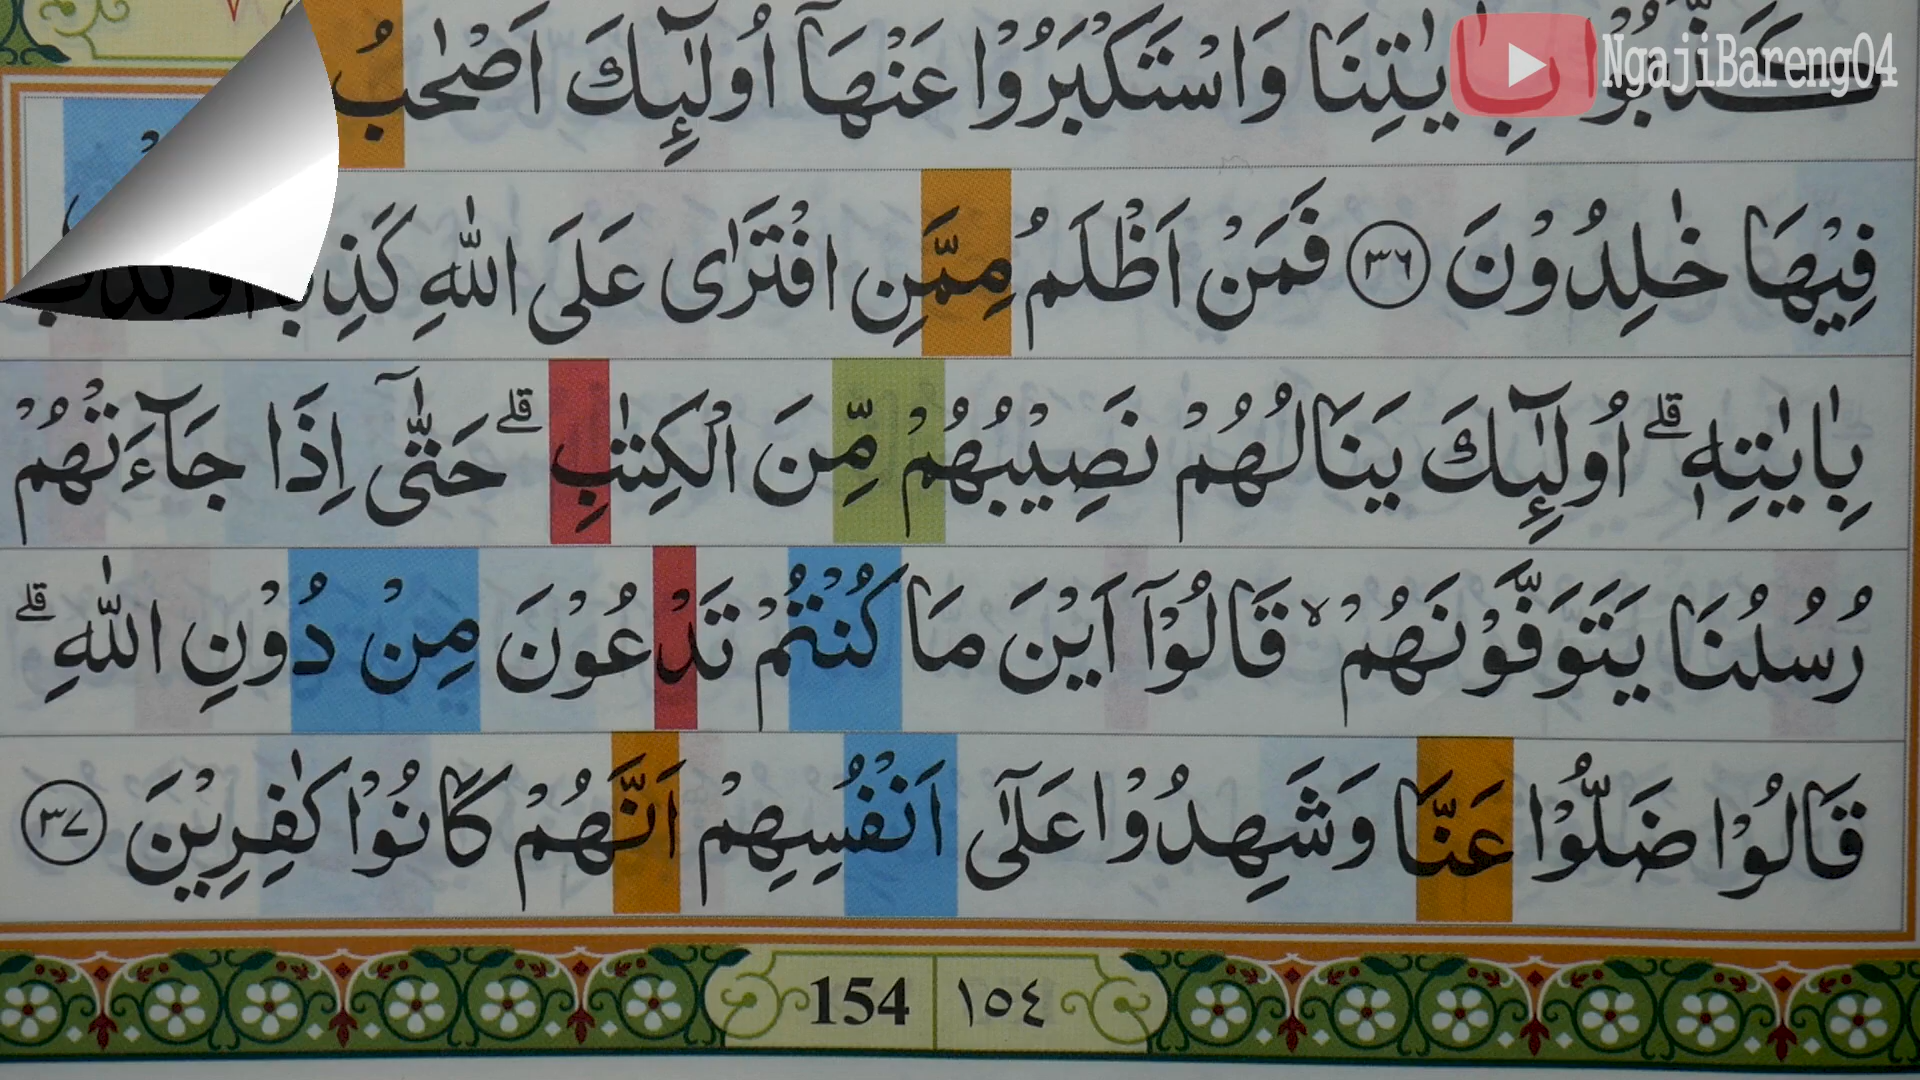 كَذَّبُوْا بِاٰيٰتِنَا وَاسْتَكْبَرُوْا عَنْهَآ اُولٰۤىِٕكَ اَصْحٰبُ
NgajiBareng04
فِيْهَا خٰلِدُوْنَ ٣٦ فَمَنْ اَظْلَمُ مِمَّنِ افْتَرٰى عَلَى اللّٰهِ كَذِبًا اَوْ كَذَّبَ
بِاٰيٰتِهٖۗ اُولٰۤىِٕكَ يَنَالُهُمْ نَصِيْبُهُمْ مِّنَ الْكِتٰبِۗ حَتّٰٓى اِذَا جَاۤءَتْهُمْ
رُسُلُنَا يَتَوَفَّوْنَهُمْۙ قَالُوْٓا اَيْنَ مَا كُنْتُمْ تَدْعُوْنَ مِنْ دُوْنِ اللّٰهِۗ
قَالُوْا ضَلُّوْا عَنَّا وَشَهِدُوْا عَلٰٓى اَنْفُسِهِمْ اَنَّهُمْ كَانُوْا كٰفِرِيْنَ ٣٧
154 ١٥٤